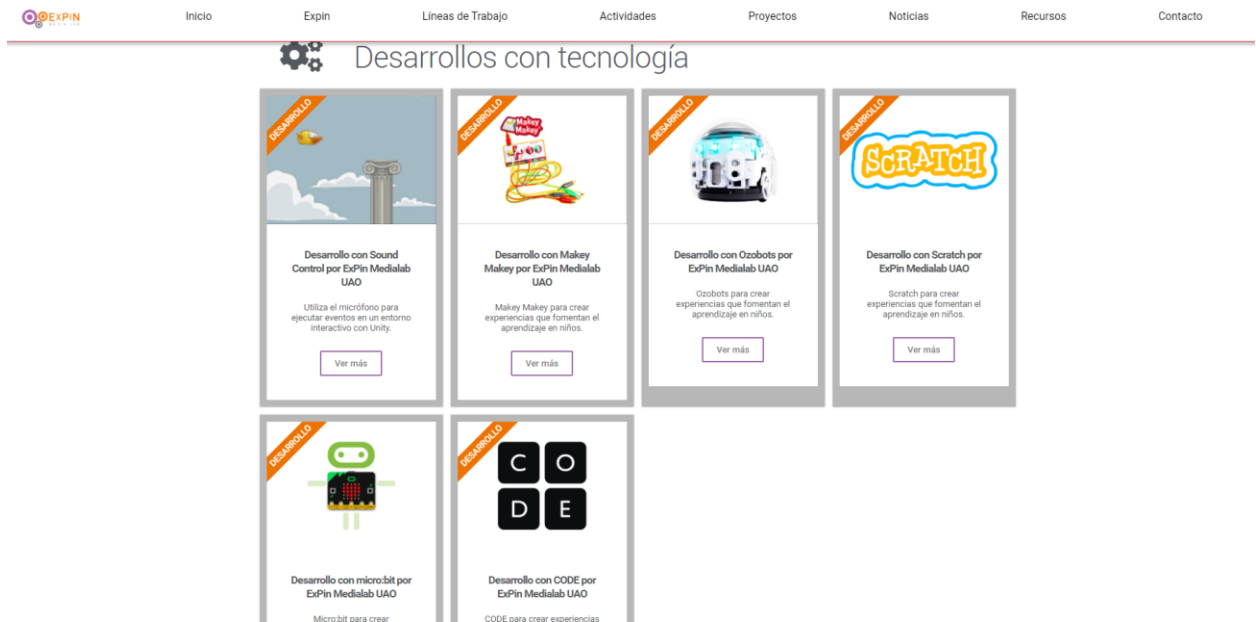 EXPIN
MEDIA LAB
Inicio
Expin
Líneas de Trabajo
Actividades
Proyectos
Noticias
Recursos
Contacto
Desarrollos con tecnología
DESARROLLO
Desarrollo con Sound
Control por ExPin Medialab
UAO
Utiliza el micrófono para
ejecutar eventos en un entorno
interactivo con Unity.
Ver más
DESARROLLO
Makey
Makey
Desarrollo con Makey
Makey por ExPin Medialab
UAO
Makey Makey para crear
experiencias que fomentan el
aprendizaje en niños.
Ver más
DESARROLLO
Desarrollo con Ozobots por
ExPin Medialab UAO
Ozobots para crear
experiencias que fomentan el
aprendizaje en niños.
Ver más
DESARROLLO
SCRATCH
Desarrollo con Scratch por
ExPin Medialab UAO
Scratch para crear
experiencias que fomentan el
aprendizaje en niños.
Ver más
DESARROLLO
Desarrollo con micro:bit por
ExPin Medialab UAO
Micro:bit para crear
DESARROLLO
C O
D E
Desarrollo con CODE por
ExPin Medialab UAO
CODE para crear experiencias